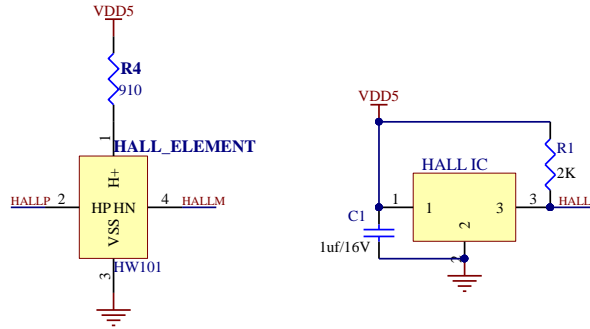 VDD5
R4
910
1
HALL_ELEMENT
H+
HALLP 2 HP HN 4 HALLM
VSS
HW101
3
VDD5
R1
2K
HALL IC
1 1 3 3 HALL
C1
2
1uf/16V
2